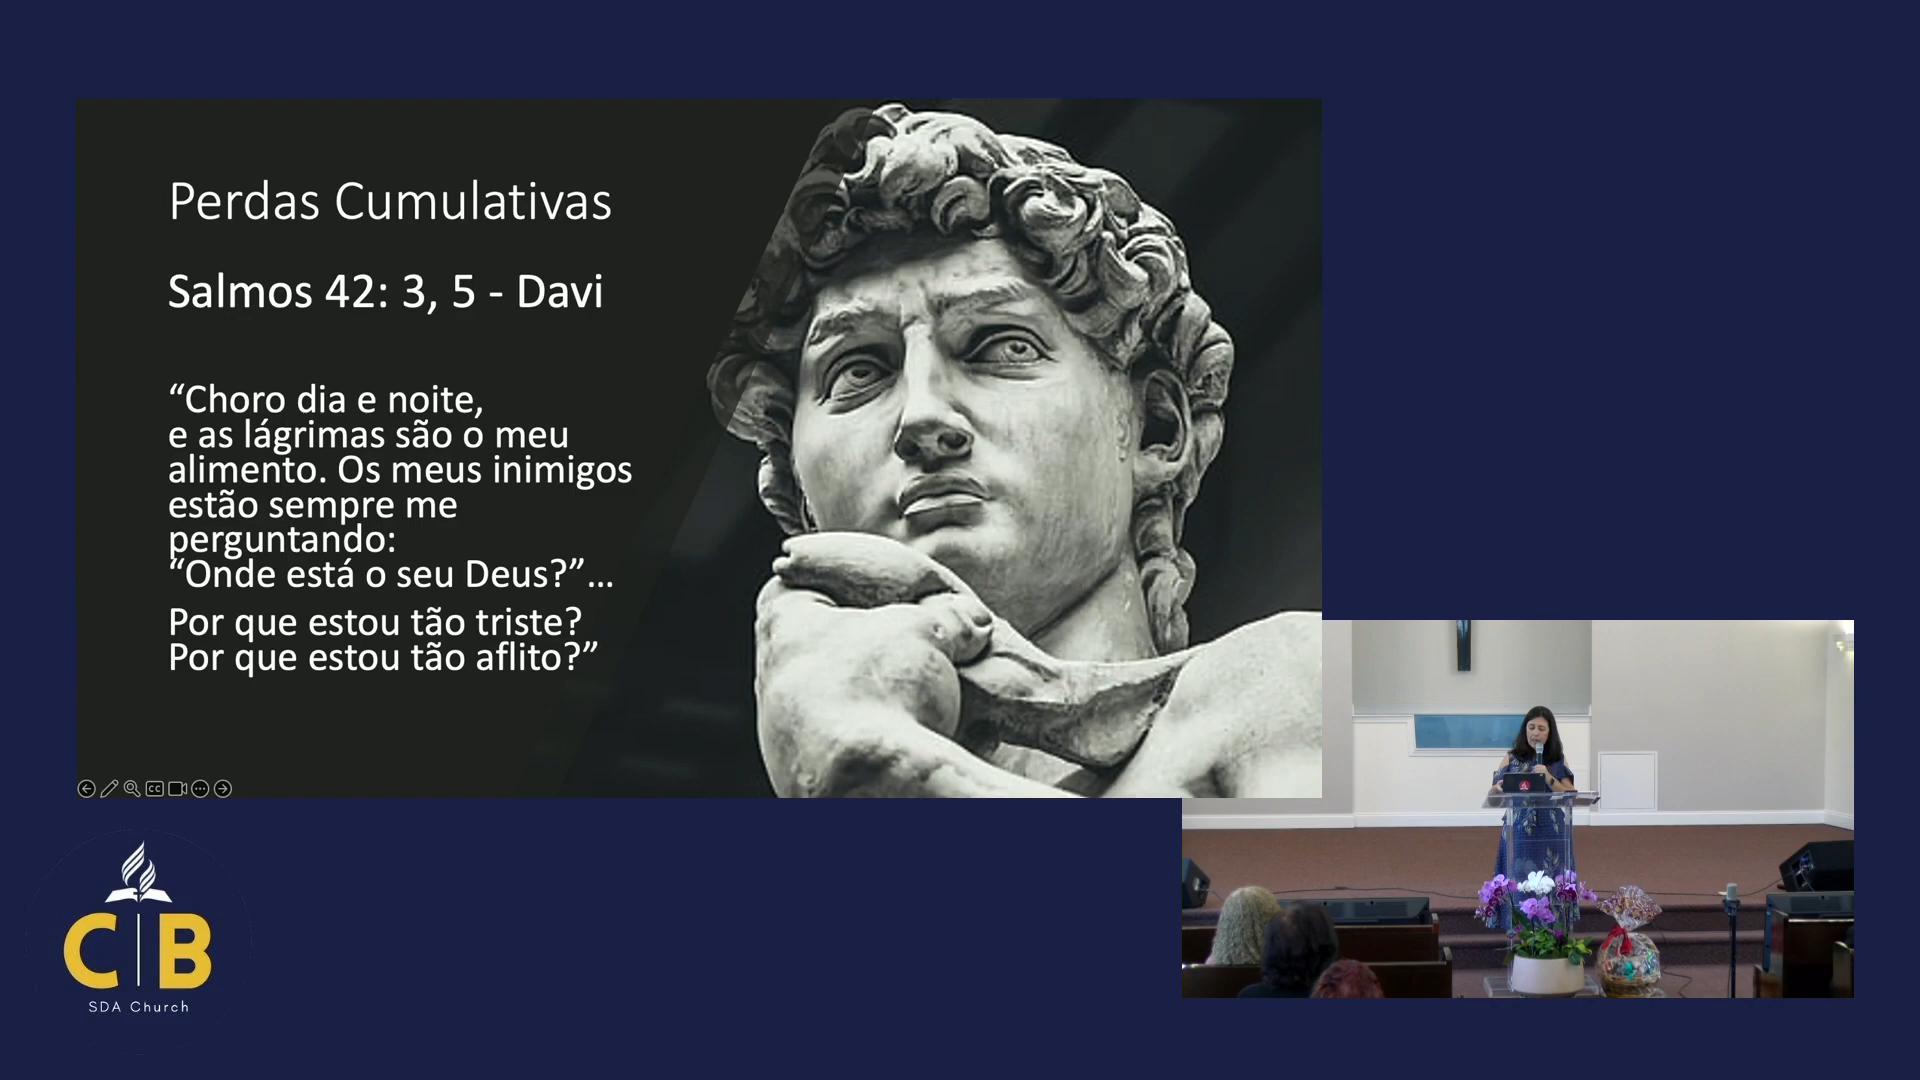 Perdas Cumulativas
Salmos 42: 3, 5 - Davi
“Choro dia e noite,
e as lágrimas são o meu
alimento. Os meus inimigos
estão sempre me
perguntando:
“Onde está o seu Deus?”...
Por que estou tão triste?
Por que estou tão aflito?”
CC
C|B
SDA Church